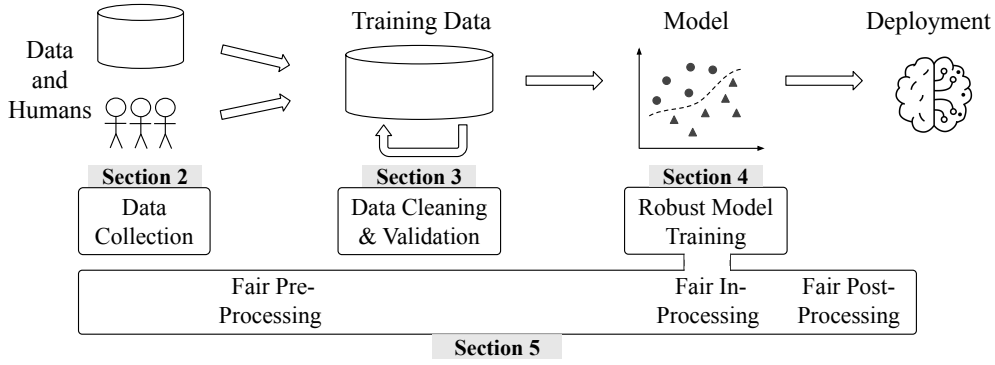 Data
and
Humans
Training Data
Model
Deployment
Section 2
Data
Collection
Section 3
Data Cleaning
& Validation
Section 4
Robust Model
Training
Fair Pre-
Processing
Fair In-
Processing
Fair Post-
Processing
Section 5